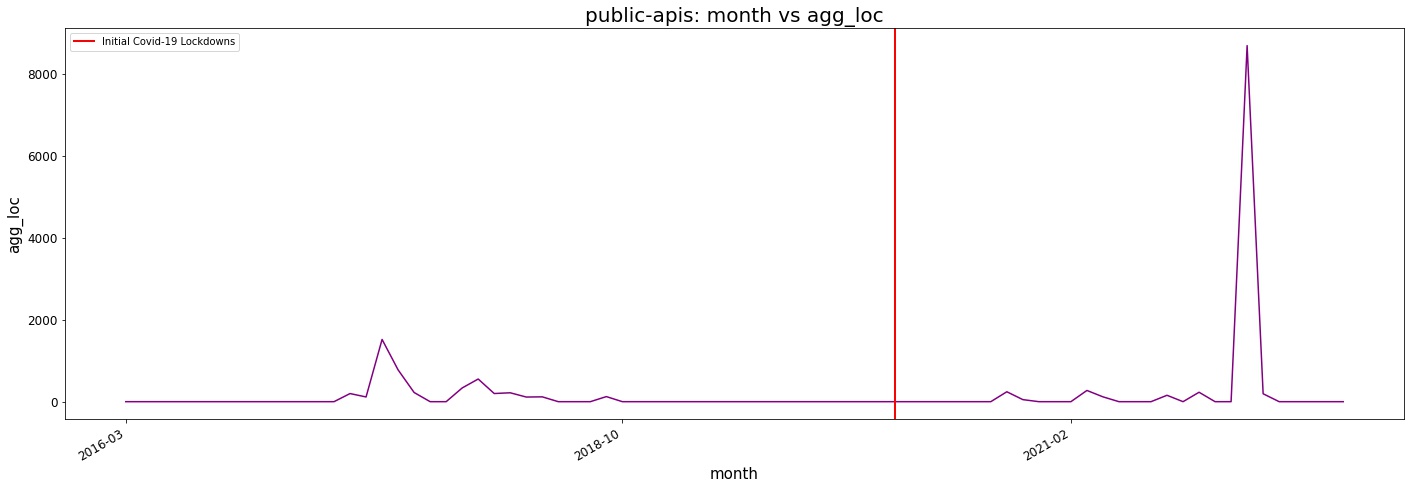 public-apis: month vs agg_loc
Initial Covid-19 Lockdowns
8000
6000
4000
2000
0
agg_loc
2016-03
2018-10
2021-02
month